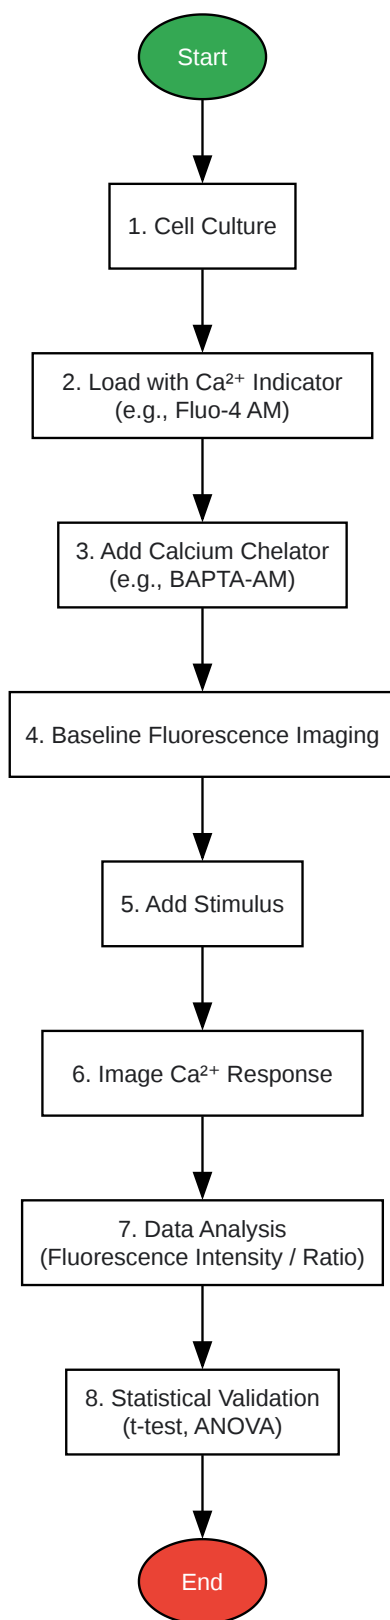 Start
1. Cell Culture
2. Load with Ca²⁺ Indicator
(e.g., Fluo-4 AM)
3. Add Calcium Chelator
(e.g., BAPTA-AM)
4. Baseline Fluorescence Imaging
5. Add Stimulus
6. Image Ca²⁺ Response
7. Data Analysis
(Fluorescence Intensity / Ratio)
8. Statistical Validation
(t-test, ANOVA)
End